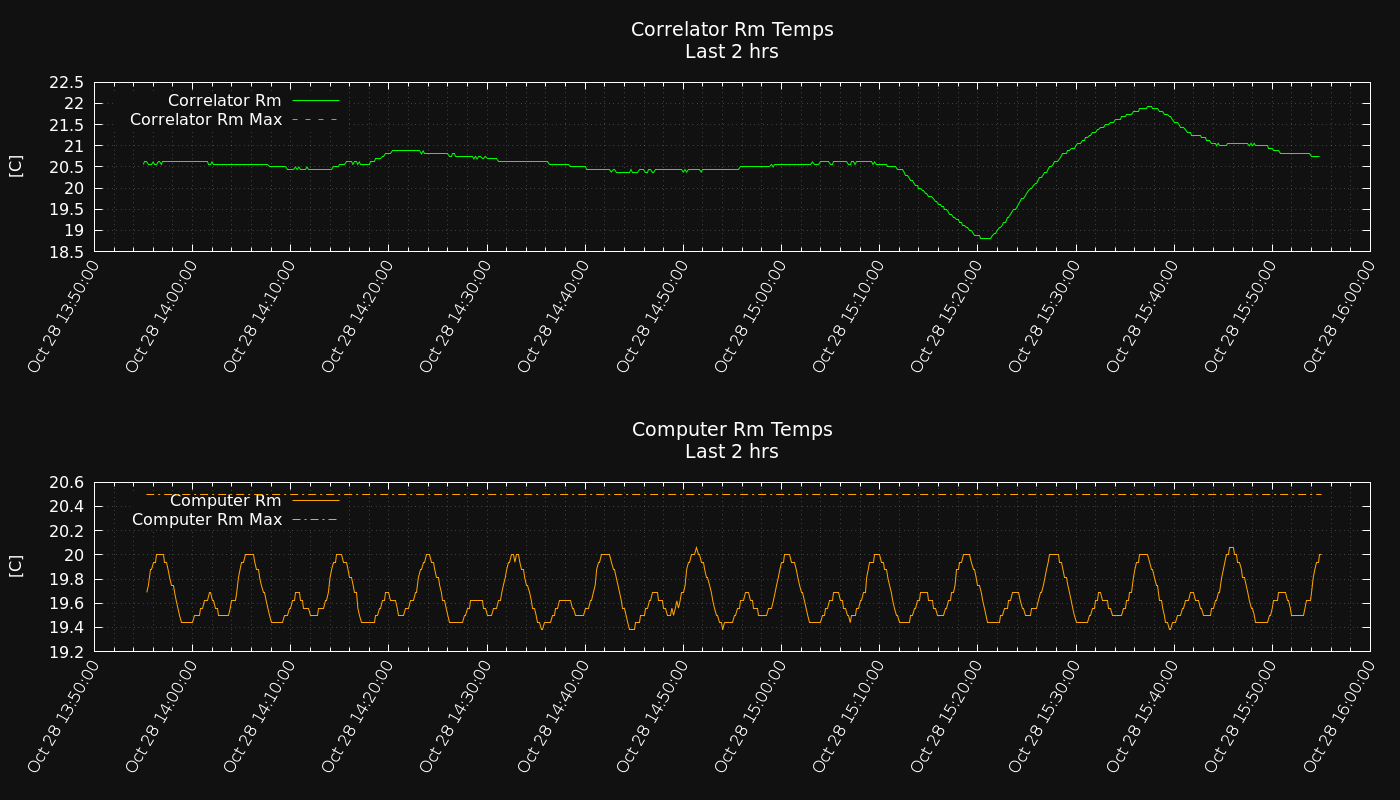 Correlator Rm Temps
Last 2 hrs
22.5
22
21.5
21
20.5
20
19.5
19
18.5
[C]
Correlator Rm
Correlator Rm Max
Oct 28 13:50:00
Oct 28 14:00:00
Oct 28 14:10:00
Oct 28 14:20:00
Oct 28 14:30:00
Oct 28 14:40:00
Oct 28 14:50:00
Oct 28 15:00:00
Oct 28 15:10:00
Oct 28 15:20:00
Oct 28 15:30:00
Oct 28 15:40:00
Oct 28 15:50:00
Oct 28 16:00:00
Computer Rm Temps
Last 2 hrs
20.6
20.4
20.2
20
19.8
19.6
19.4
19.2
[C]
Computer Rm
Computer Rm Max
Oct 28 13:50:00
Oct 28 14:00:00
Oct 28 14:10:00
Oct 28 14:20:00
Oct 28 14:30:00
Oct 28 14:40:00
Oct 28 14:50:00
Oct 28 15:00:00
Oct 28 15:10:00
Oct 28 15:20:00
Oct 28 15:30:00
Oct 28 15:40:00
Oct 28 15:50:00
Oct 28 16:00:00